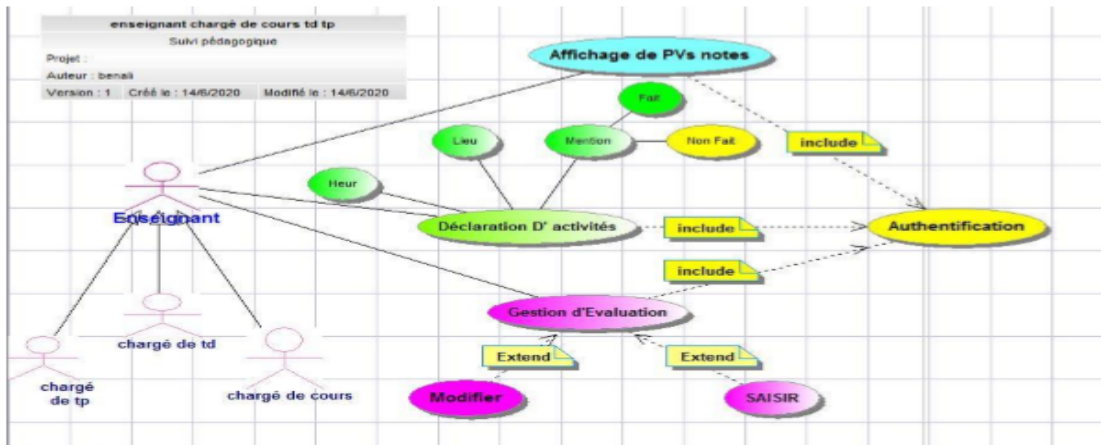 enseignant chargé de cours td tp
Suivi pédagogique
Projet :
Auteur : benali
Version : 1 Créé le : 14/6/2020 Modifié le : 14/6/2020
Affichage de PVs notes
Fait
Lieu
Mention
Non Fait
include
Heur
Enseignant
Déclaration D' activités
include
Authentification
include
Gestion d'Evaluation
chargé de td
Extend
Extend
chargé
de tp
chargé de cours
Modifier
SAISIR